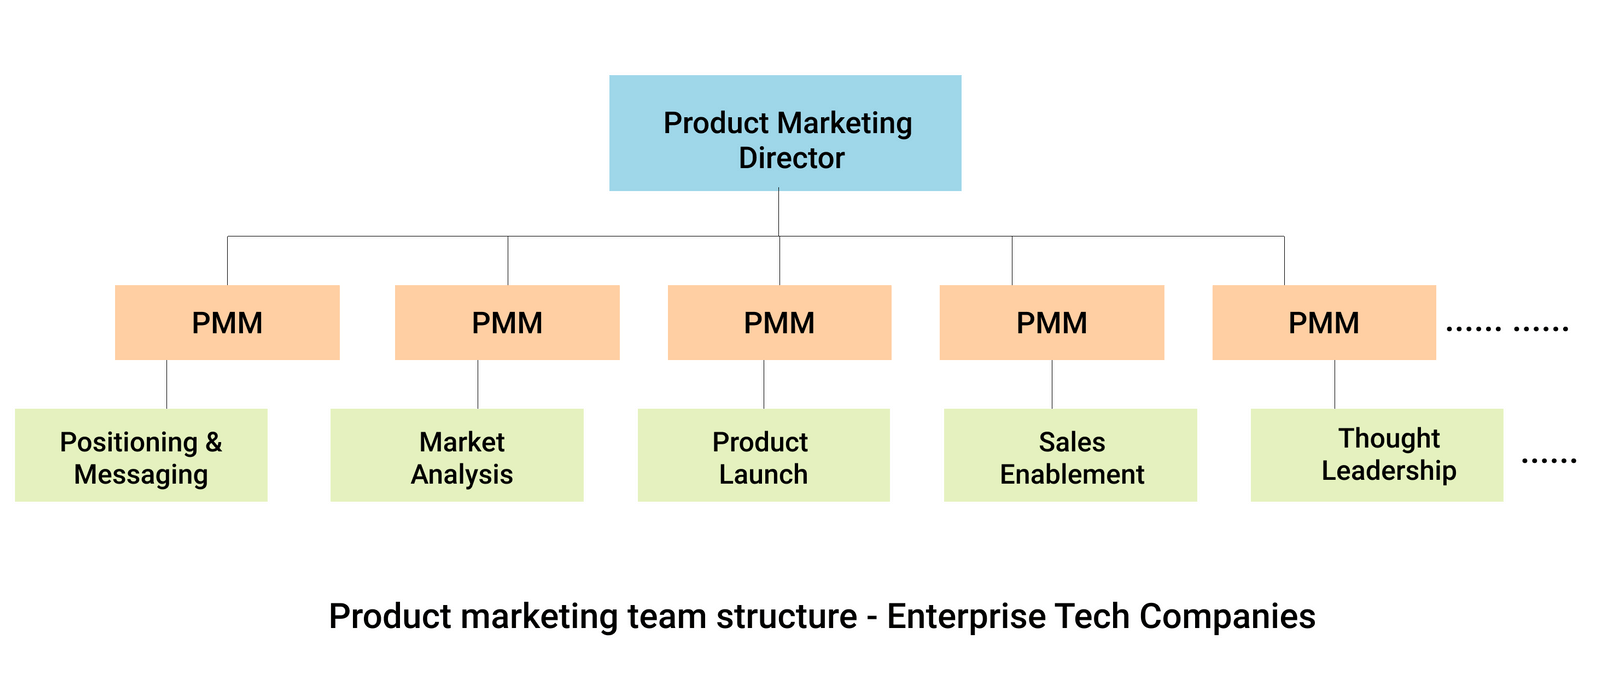 Product Marketing
Director
PMM
PMM
PMM
PMM
PMM
...... ......
Positioning &
Messaging
Market
Analysis
Product
Launch
Sales
Enablement
Thought
Leadership
......
Product marketing team structure - Enterprise Tech Companies